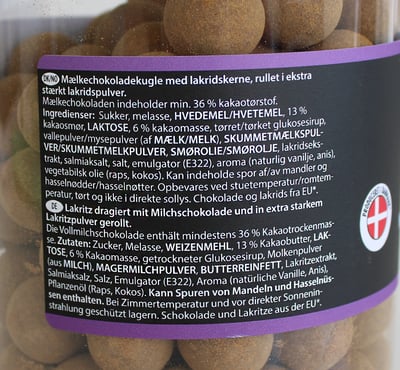 DK/NO Mælkechokoladekugle med lakridskerne, rullet i ekstra
stærkt lakridspulver.
Mælkechokoladen indeholder min. 36 % kakaotørstof.
Ingredienser: Sukker, melasse, HVEDEMEL/HVETEMEL, 13 %
kakaosmør, LAKTOSE, 6 % kakaomasse, tørret/tørket glukosesirup,
vallepulver/mysepulver (af MÆLK/MELK), SKUMMETMÆLKSPUL-
VER/SKUMMETMELKPULVER, SMØROLIE/SMØROLJE, lakridseks-
trakt, salmiaksalt, salt, emulgator (E322), aroma (naturlig vanilje, anis),
vegetabilsk olie (raps, kokos). Kan indeholde spor af/av mandler og
hasselnødder/hasselnøtter. Opbevares ved stuetemperatur/romtem-
peratur, tørt og ikke i direkte sollys. Chokolade og lakrids fra EU*.
DE Lakritz dragiert mit Milchschokolade und in extra starkem
Lakritzpulver gerollt.
Die Vollmilchschokolade enthält mindestens 36 % Kakaotrockenmas-
se. Zutaten: Zucker, Melasse, WEIZENMEHL, 13 % Kakaobutter, LAK-
TOSE, 6 % Kakaomasse, getrockneter Glukosesirup, Molkenpulver
(aus MILCH), MAGERMILCHPULVER, BUTTERREINFETT, Lakritzextrakt,
Salmiaksalz, Salz, Emulgator (E322), Aroma (natürliche Vanille, Anis),
Pflanzenöl (Raps, Kokos). Kann Spuren von Mandeln und Haselnüs-
sen enthalten. Bei Zimmertemperatur und vor direkter Sonnenein-
strahlung geschützt lagern. Schokolade und Lakritze aus der EU*.